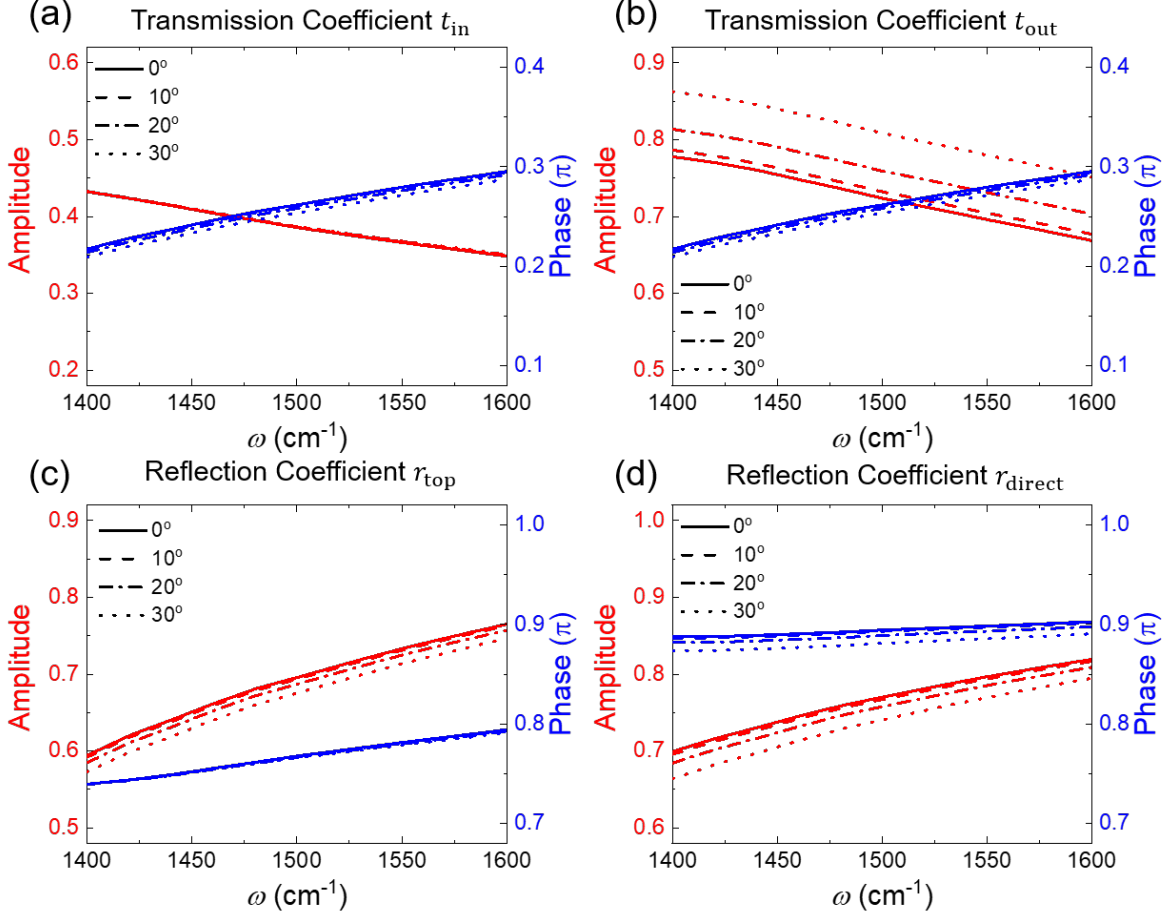 (a) Transmission Coefficient t_in
0.6
0.5
0.4
0.3
0.2
Amplitude
0°
10°
20°
30°
0.4
0.3
0.2
0.1
Phase (π)
1400 1450 1500 1550 1600
ω (cm⁻¹)
(b) Transmission Coefficient t_out
0.9
0.8
0.7
0.6
0.5
Amplitude
0°
10°
20°
30°
0.4
0.3
0.2
0.1
Phase (π)
1400 1450 1500 1550 1600
ω (cm⁻¹)
(c) Reflection Coefficient r_top
0.9
0.8
0.7
0.6
0.5
Amplitude
0°
10°
20°
30°
1.0
0.9
0.8
0.7
Phase (π)
1400 1450 1500 1550 1600
ω (cm⁻¹)
(d) Reflection Coefficient r_direct
1.0
0.9
0.8
0.7
0.6
Amplitude
0°
10°
20°
30°
1.0
0.9
0.8
0.7
Phase (π)
1400 1450 1500 1550 1600
ω (cm⁻¹)